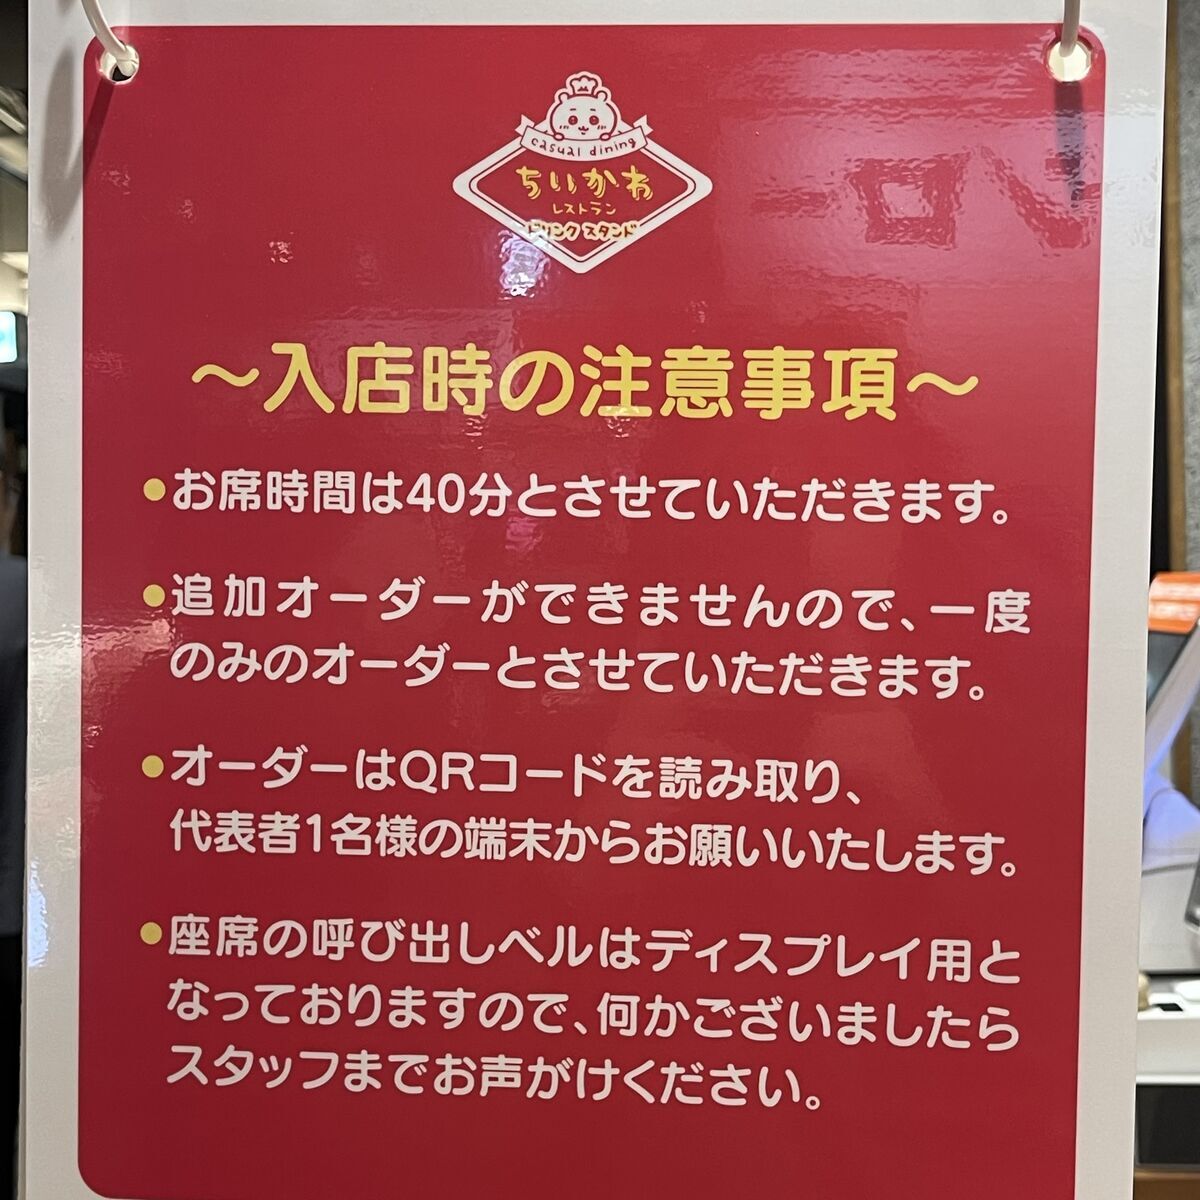 casual dining
ちいかわ
レストラン
ドリンク スタンド
～入店時の注意事項～
●お席時間は40分とさせていただきます。
●追加オーダーができませんので、一度
のみのオーダーとさせていただきます。
●オーダーはQRコードを読み取り、
代表者1名様の端末からお願いいたします。
●座席の呼び出しベルはディスプレイ用と
なっておりますので、何かございましたら
スタッフまでお声がけください。